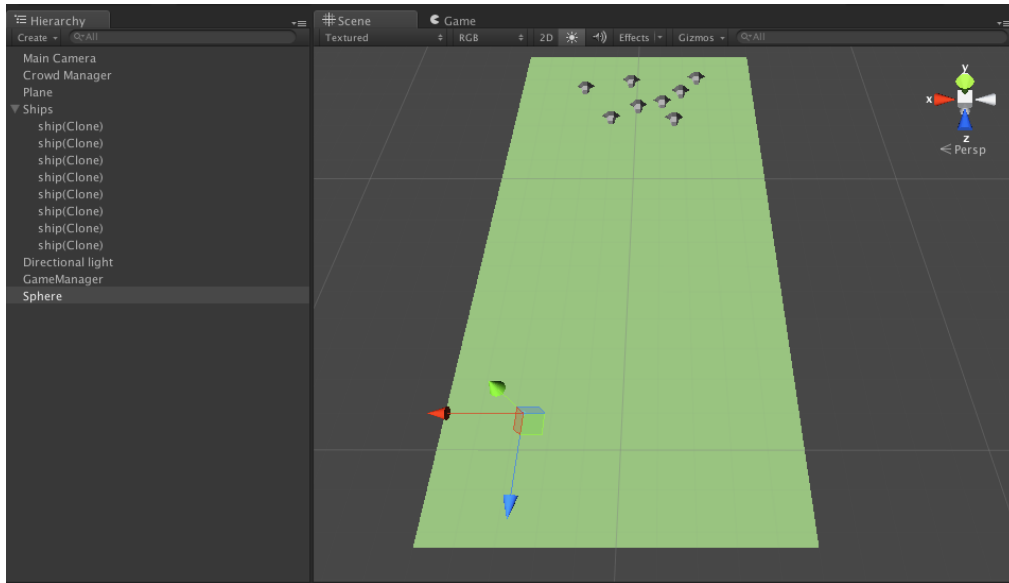 Hierarchy
Create
All
Main Camera
Crowd Manager
Plane
Ships
ship(Clone)
ship(Clone)
ship(Clone)
ship(Clone)
ship(Clone)
ship(Clone)
ship(Clone)
ship(Clone)
Directional light
GameManager
Sphere
Scene Game
Textured RGB 2D Effects Gizmos All
y
x
z
Persp